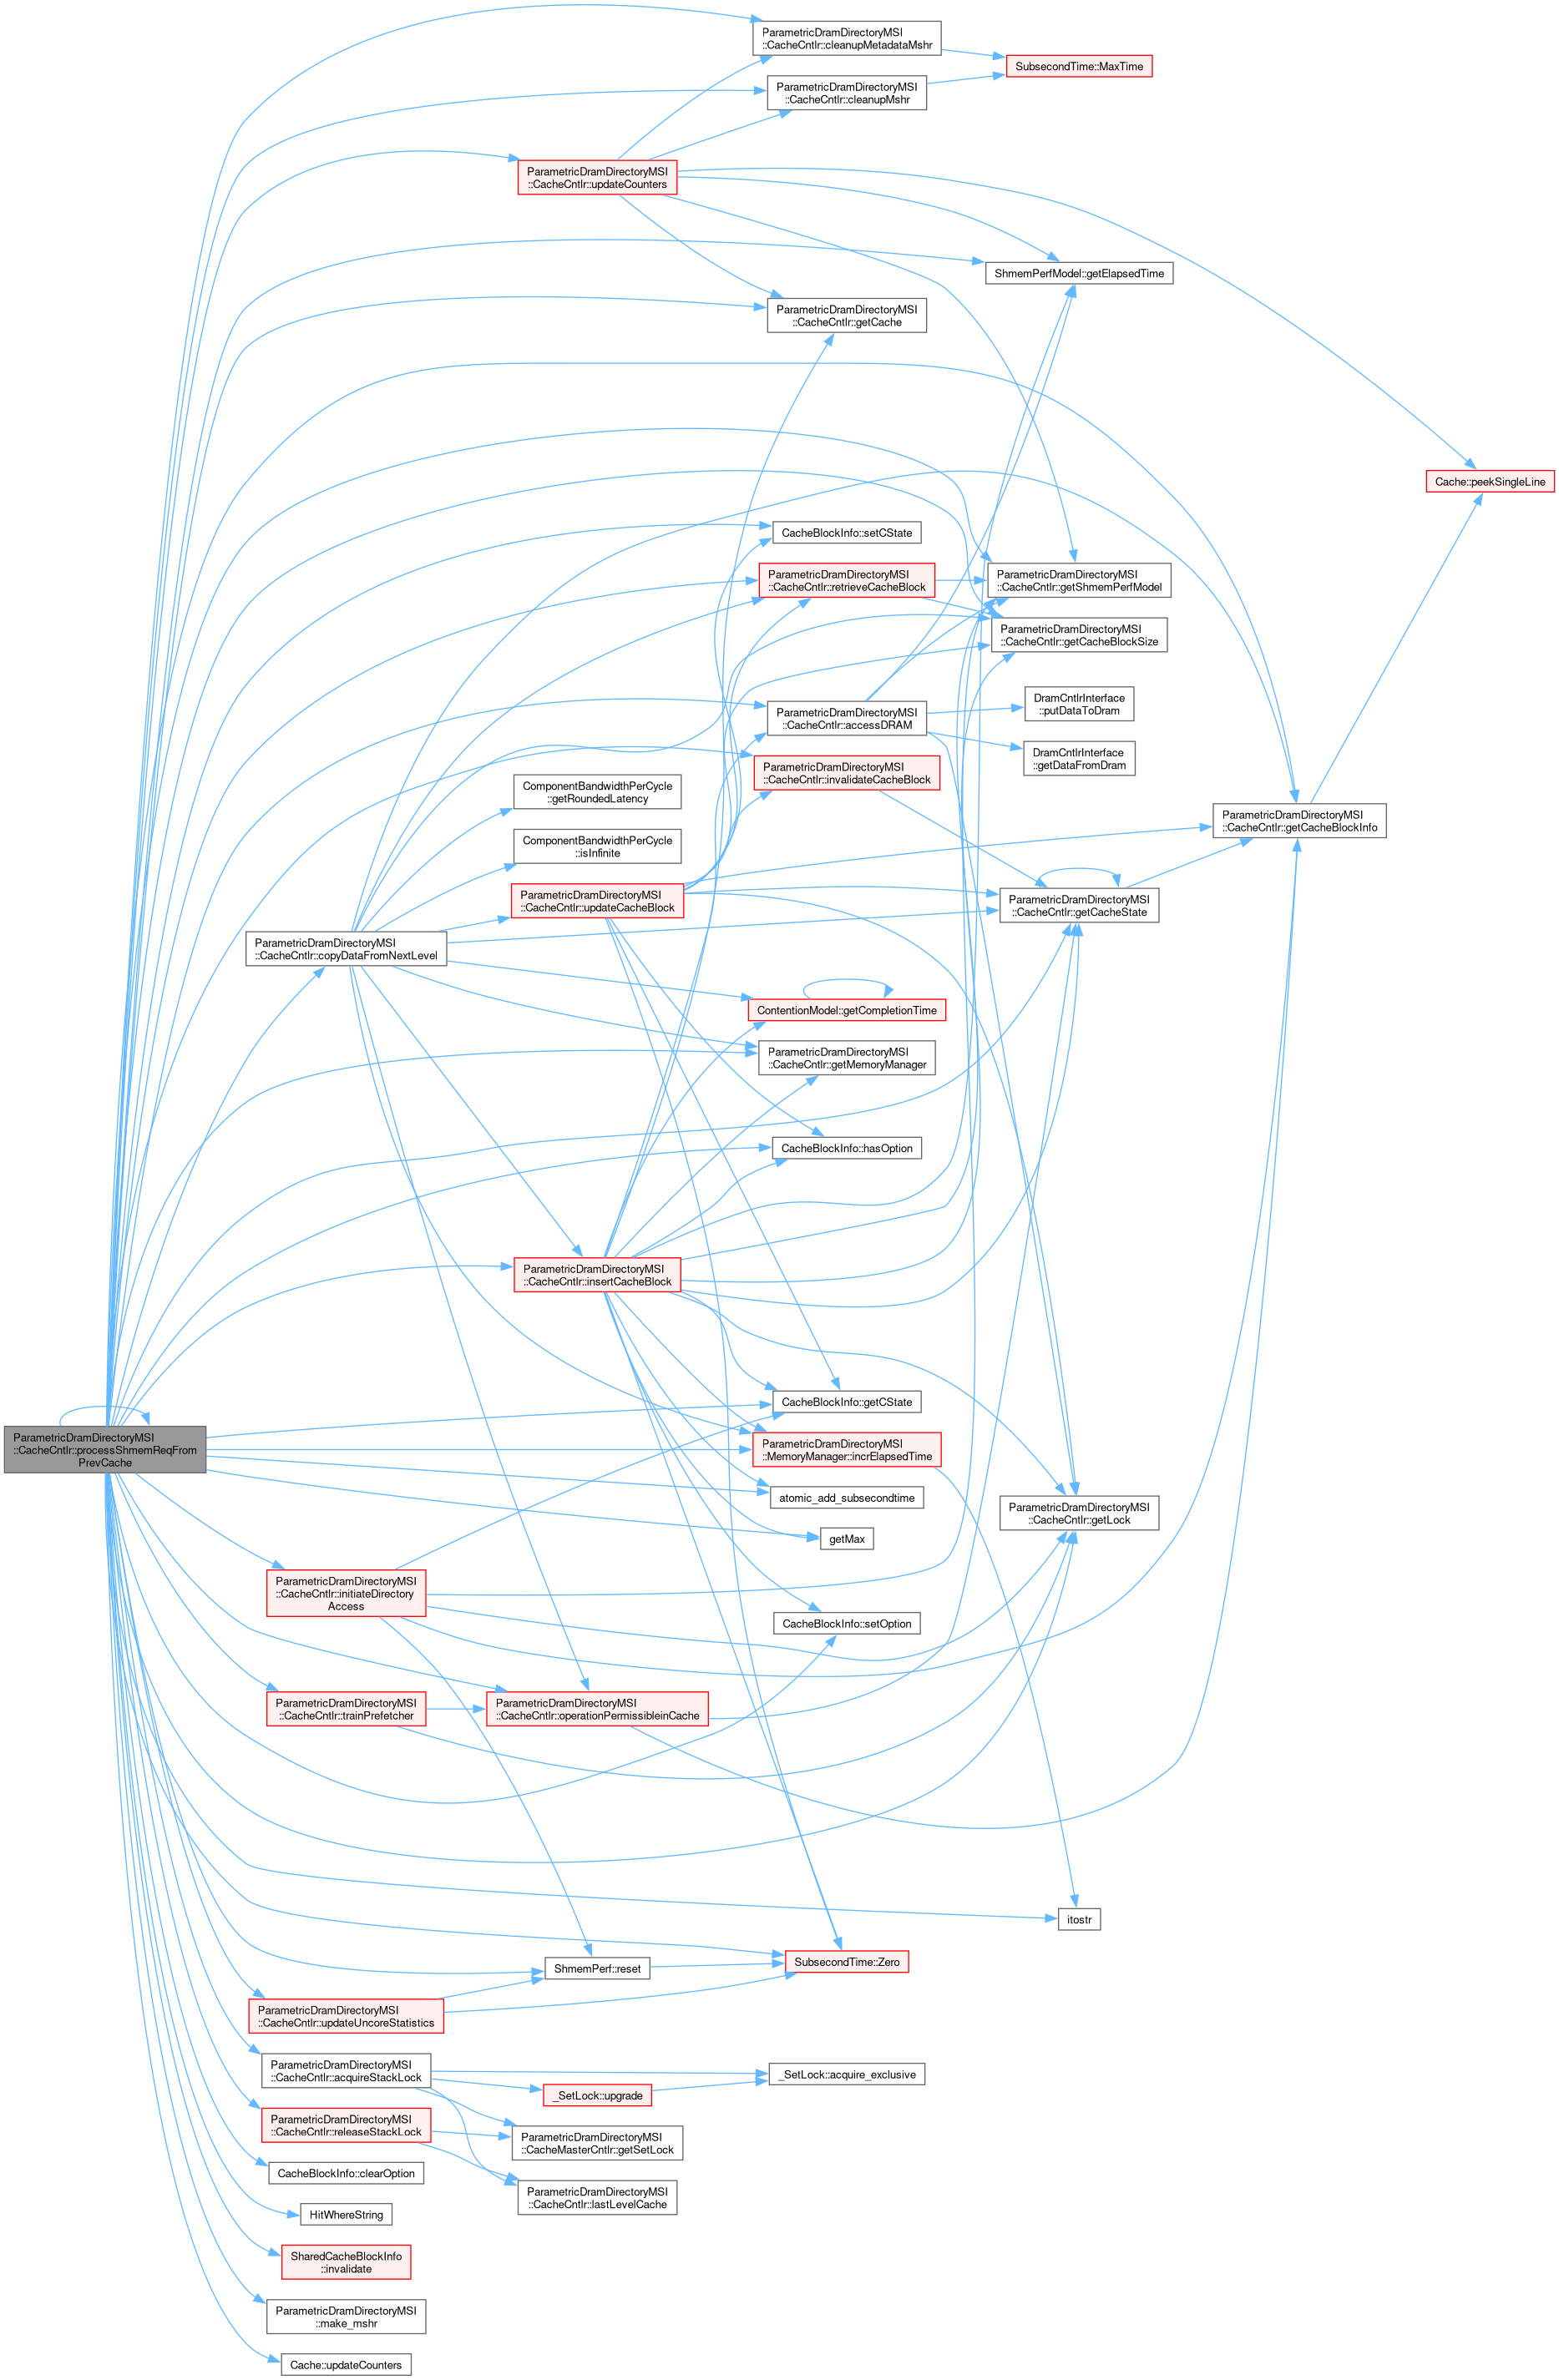 ParametricDramDirectoryMSI
::CacheCntlr::cleanupMetadataMshr
SubsecondTime::MaxTime
ParametricDramDirectoryMSI
::CacheCntlr::cleanupMshr
ParametricDramDirectoryMSI
::CacheCntlr::updateCounters
ShmemPerfModel::getElapsedTime
ParametricDramDirectoryMSI
::CacheCntlr::getCache
Cache::peekSingleLine
CacheBlockInfo::setCState
ParametricDramDirectoryMSI
::CacheCntlr::retrieveCacheBlock
ParametricDramDirectoryMSI
::CacheCntlr::getShmemPerfModel
ParametricDramDirectoryMSI
::CacheCntlr::getCacheBlockSize
ParametricDramDirectoryMSI
::CacheCntlr::accessDRAM
DramCntlrInterface
::putDataToDram
DramCntlrInterface
::getDataFromDram
ParametricDramDirectoryMSI
::CacheCntlr::invalidateCacheBlock
ComponentBandwidthPerCycle
::getRoundedLatency
ParametricDramDirectoryMSI
::CacheCntlr::getCacheBlockInfo
ComponentBandwidthPerCycle
::isInfinite
ParametricDramDirectoryMSI
::CacheCntlr::updateCacheBlock
ParametricDramDirectoryMSI
::CacheCntlr::getCacheState
ParametricDramDirectoryMSI
::CacheCntlr::copyDataFromNextLevel
ContentionModel::getCompletionTime
ParametricDramDirectoryMSI
::CacheCntlr::getMemoryManager
CacheBlockInfo::hasOption
ParametricDramDirectoryMSI
::CacheCntlr::insertCacheBlock
CacheBlockInfo::getCState
ParametricDramDirectoryMSI
::CacheCntlr::processShmemReqFrom
PrevCache
ParametricDramDirectoryMSI
::MemoryManager::incrElapsedTime
atomic_add_subsecondtime
ParametricDramDirectoryMSI
::CacheCntlr::getLock
getMax
ParametricDramDirectoryMSI
::CacheCntlr::initiateDirectory
Access
CacheBlockInfo::setOption
ParametricDramDirectoryMSI
::CacheCntlr::trainPrefetcher
ParametricDramDirectoryMSI
::CacheCntlr::operationPermissibleinCache
itostr
ShmemPerf::reset
SubsecondTime::Zero
ParametricDramDirectoryMSI
::CacheCntlr::updateUncoreStatistics
ParametricDramDirectoryMSI
::CacheCntlr::acquireStackLock
_SetLock::acquire_exclusive
_SetLock::upgrade
ParametricDramDirectoryMSI
::CacheCntlr::releaseStackLock
ParametricDramDirectoryMSI
::CacheMasterCntlr::getSetLock
CacheBlockInfo::clearOption
ParametricDramDirectoryMSI
::CacheCntlr::lastLevelCache
HitWhereString
SharedCacheBlockInfo
::invalidate
ParametricDramDirectoryMSI
::make_mshr
Cache::updateCounters